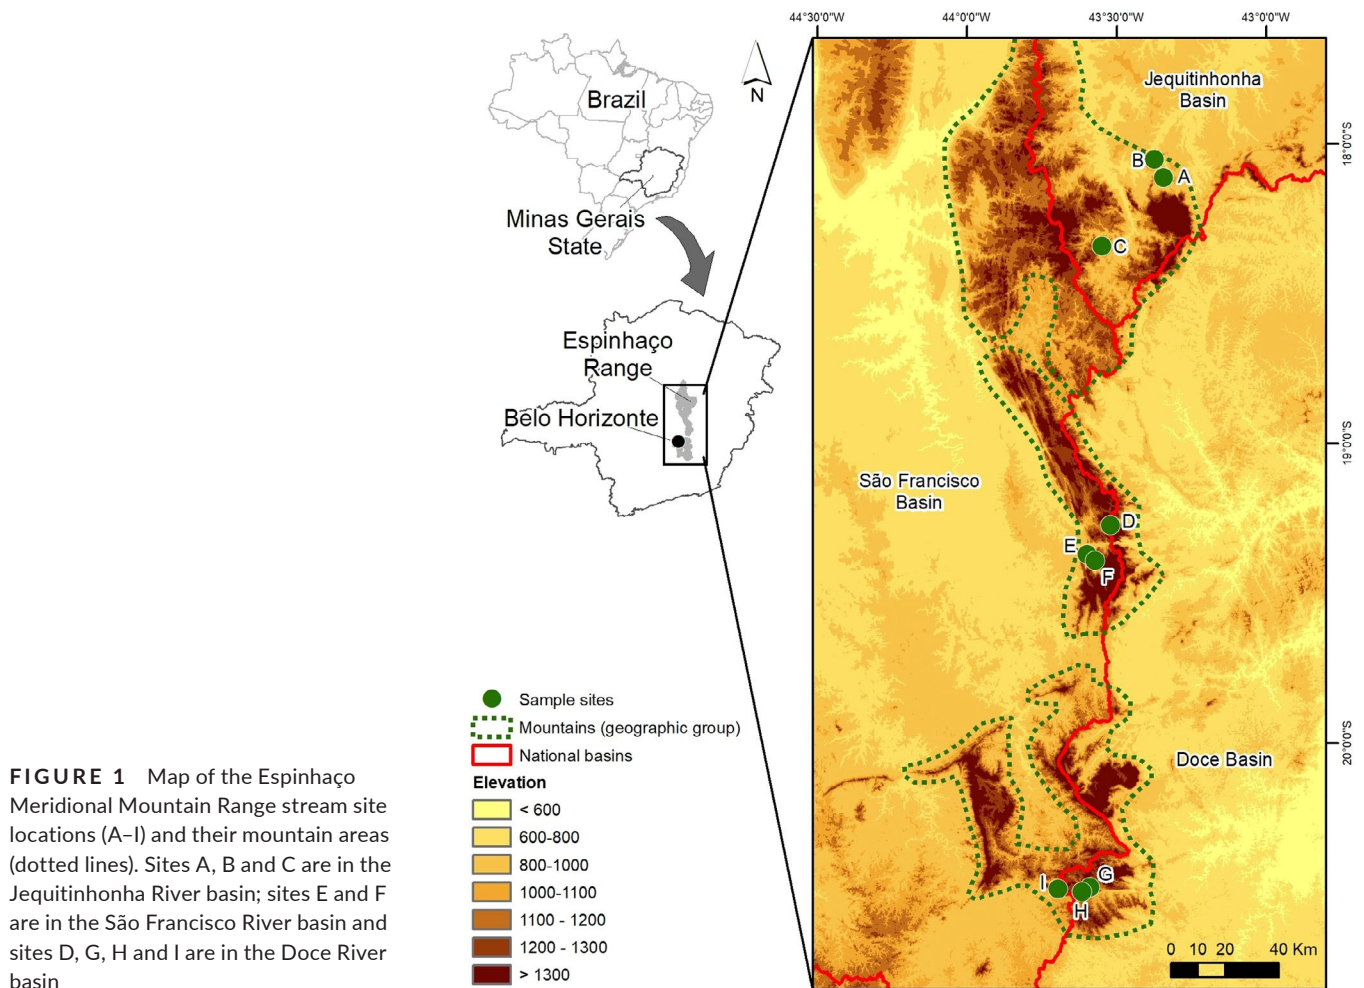 44°30'0"W
44°0'0"W
43°30'0"W
43°0'0"W
Brazil
N
Minas Gerais
State
Espinhaço
Range
Belo Horizonte
Jequitinhonha
Basin
B
A
C
18°0'0"S
19°0'0"S
São Francisco
Basin
D
E
F
20°0'0"S
Doce Basin
G
I
H
0 10 20 40 Km
Sample sites
Mountains (geographic group)
National basins
Elevation
< 600
600-800
800-1000
1000-1100
1100 - 1200
1200 - 1300
> 1300
FIGURE 1 Map of the Espinhaço
Meridional Mountain Range stream site
locations (A–I) and their mountain areas
(dotted lines). Sites A, B and C are in the
Jequitinhonha River basin; sites E and F
are in the São Francisco River basin and
sites D, G, H and I are in the Doce River
basin